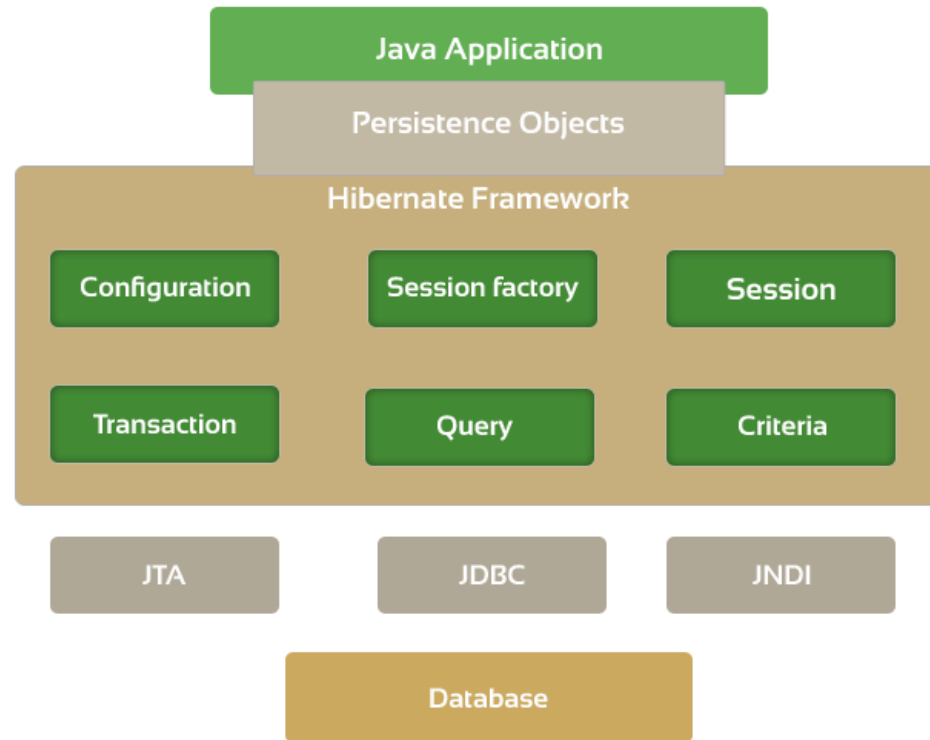 Java Application
Persistence Objects
Hibernate Framework
Configuration
Session factory
Session
Transaction
Query
Criteria
JTA
JDBC
JNDI
Database